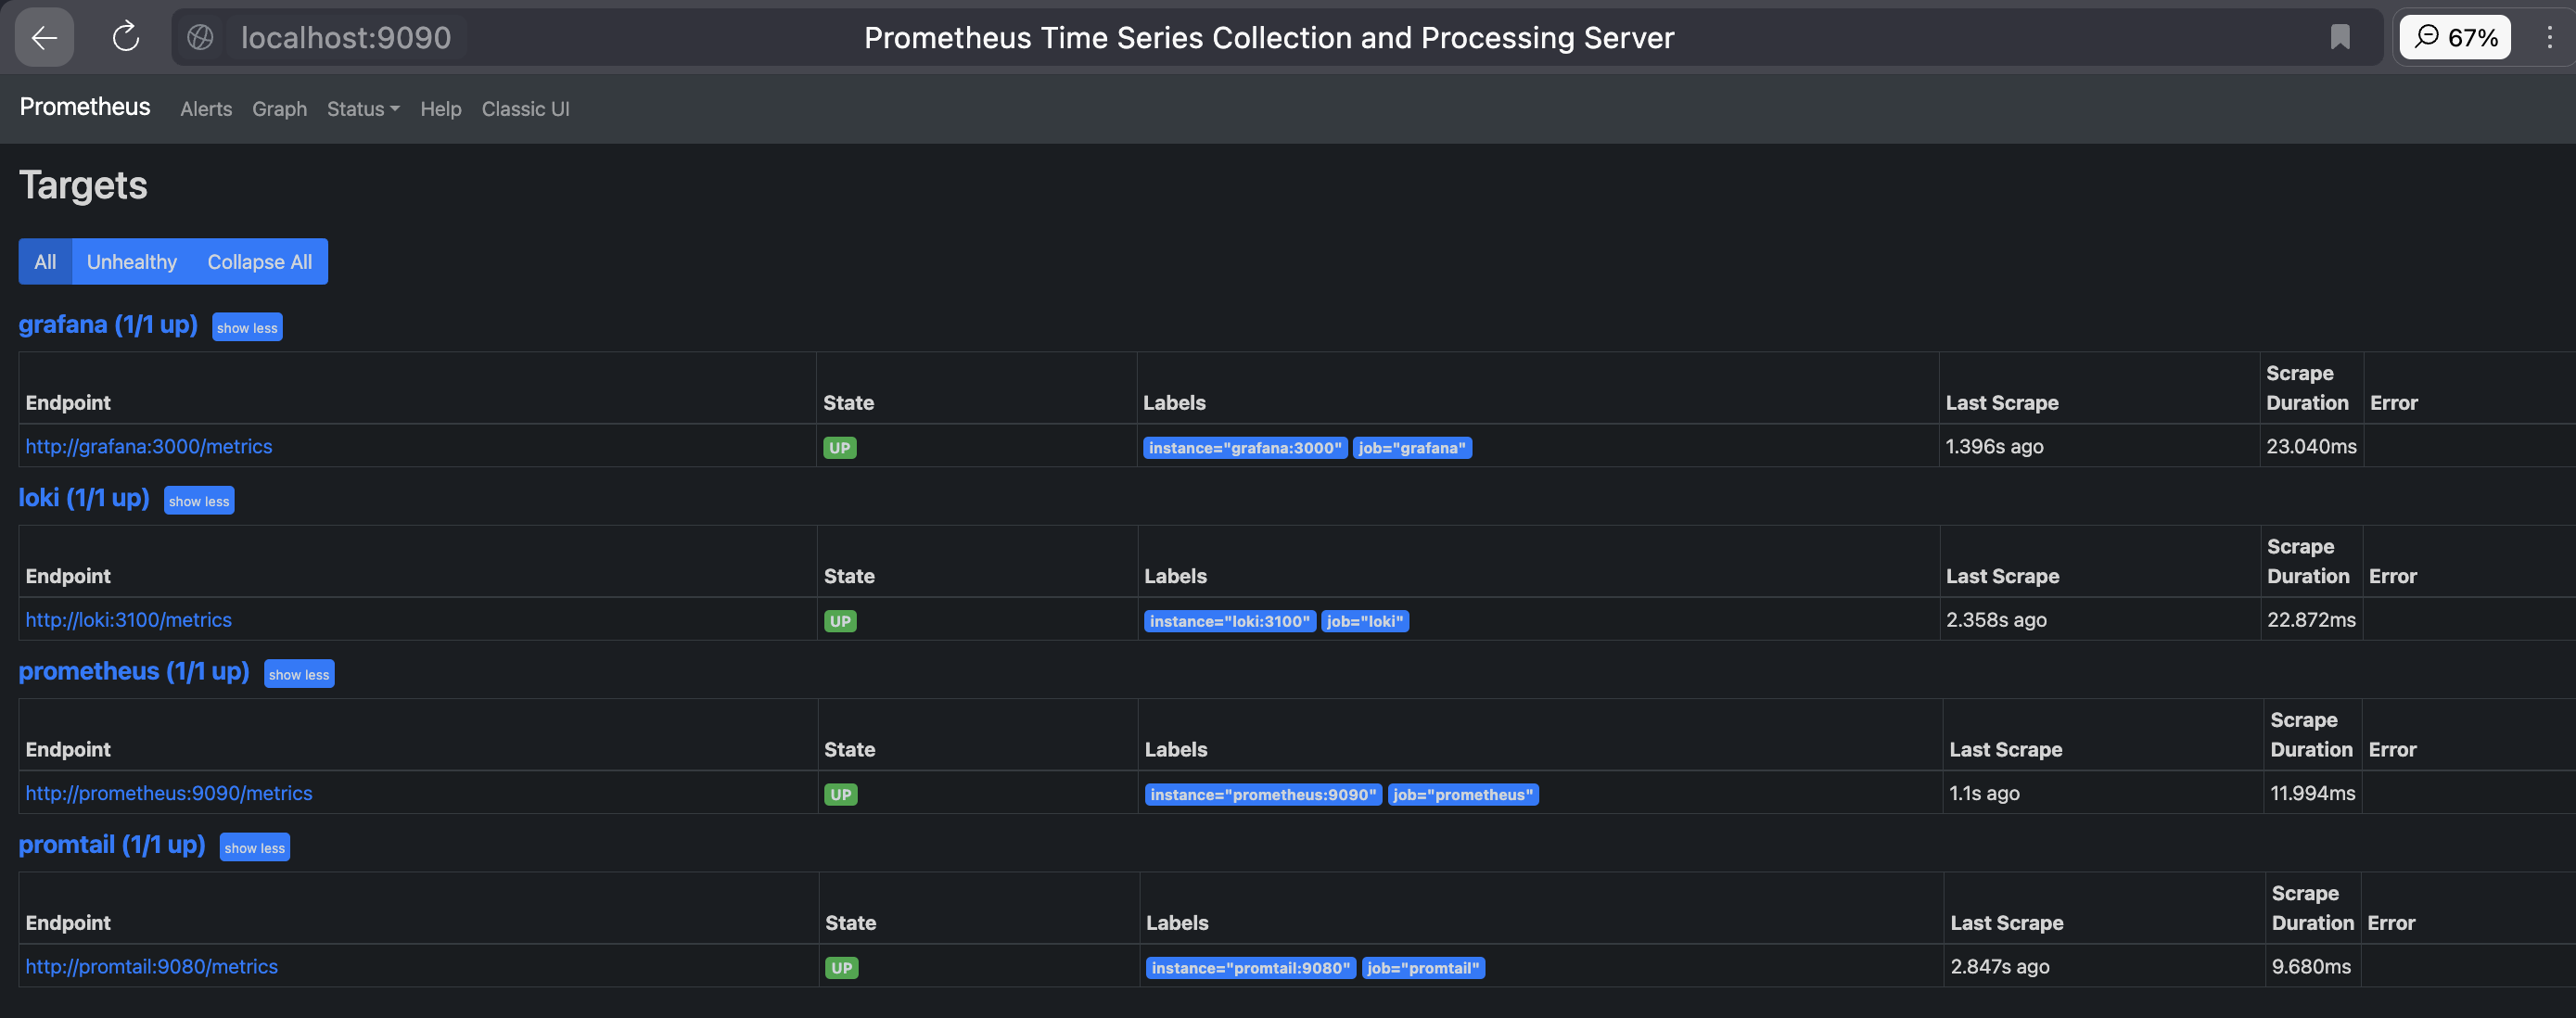 localhost:9090 Prometheus Time Series Collection and Processing Server 67%
Prometheus Alerts Graph Status Help Classic UI
Targets
All Unhealthy Collapse All
grafana (1/1 up) show less
Endpoint State Labels Last Scrape Scrape Duration Error
http://grafana:3000/metrics UP instance="grafana:3000" job="grafana" 1.396s ago 23.040ms
loki (1/1 up) show less
Endpoint State Labels Last Scrape Scrape Duration Error
http://loki:3100/metrics UP instance="loki:3100" job="loki" 2.358s ago 22.872ms
prometheus (1/1 up) show less
Endpoint State Labels Last Scrape Scrape Duration Error
http://prometheus:9090/metrics UP instance="prometheus:9090" job="prometheus" 1.1s ago 11.994ms
promtail (1/1 up) show less
Endpoint State Labels Last Scrape Scrape Duration Error
http://promtail:9080/metrics UP instance="promtail:9080" job="promtail" 2.847s ago 9.680ms